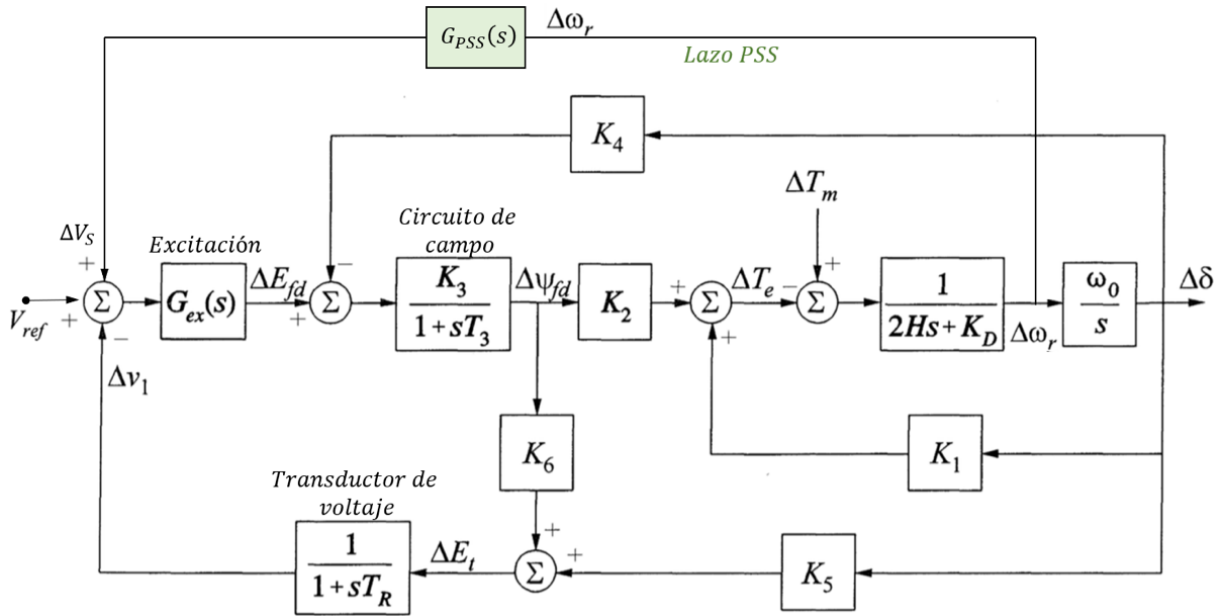 G_PSS(s)
Δω_r
Lazo PSS
K_4
ΔT_m
Circuito de
campo
ΔV_S
Excitación
+
Σ
G_ex(s)
ΔE_fd
−
+
Σ
K_3
1+sT_3
Δψ_fd
K_2
+
Σ
+
ΔT_e
−
+
Σ
1
2Hs+K_D
Δω_r
ω_0
s
Δδ
V_ref
+
−
Δv_1
K_6
K_1
Transductor de
voltaje
1
1+sT_R
ΔE_t
+
Σ
+
K_5